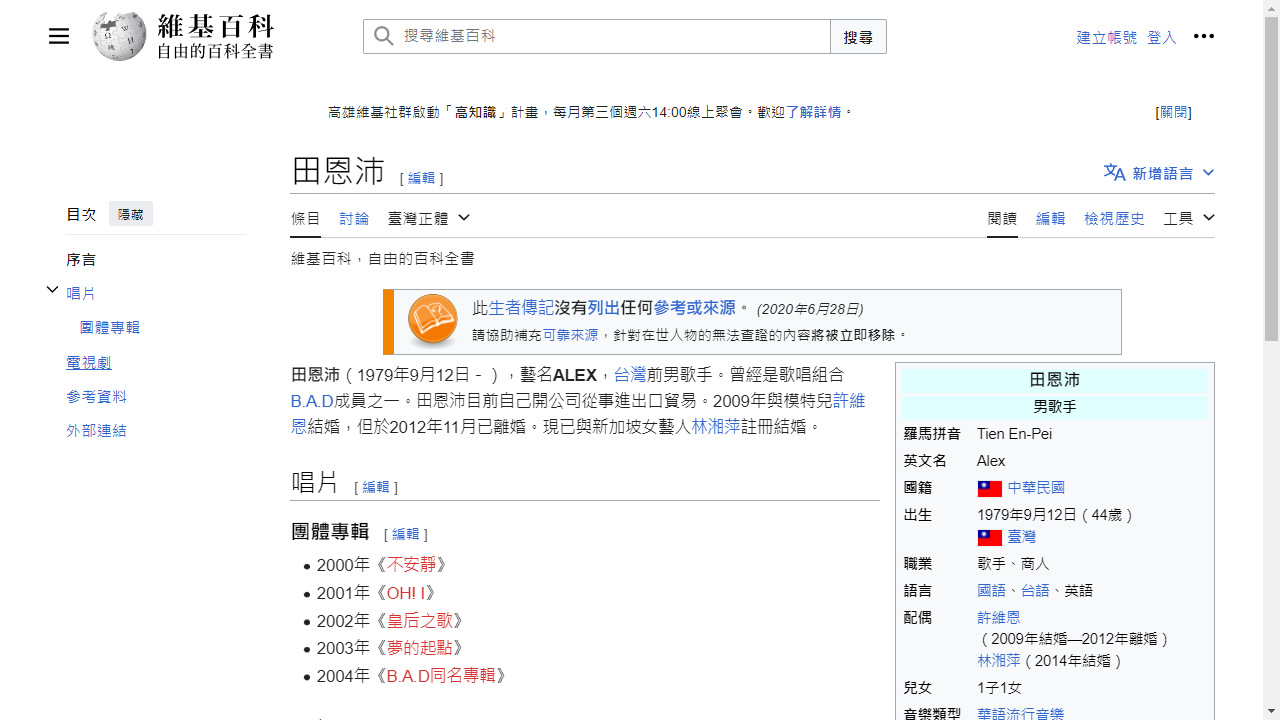 維基百科
自由的百科全書
搜尋維基百科
搜尋
建立帳號 登入
高雄維基社群啟動「高知識」計畫，每月第三個週六14:00線上聚會。歡迎了解詳情。
[關閉]
田恩沛 [ 編輯 ]
新增語言
目次 隱藏
序言
唱片
團體專輯
電視劇
參考資料
外部連結
條目 討論 臺灣正體
閱讀 編輯 檢視歷史 工具
維基百科，自由的百科全書
此生者傳記沒有列出任何參考或來源。 (2020年6月28日)
請協助補充可靠來源，針對在世人物的無法查證的內容將被立即移除。
田恩沛（1979年9月12日－），藝名ALEX，台灣前男歌手。曾經是歌唱組合
B.A.D成員之一。田恩沛目前自己開公司從事進出口貿易。2009年與模特兒許維
恩結婚，但於2012年11月已離婚。現已與新加坡女藝人林湘萍註冊結婚。
唱片 [ 編輯 ]
團體專輯 [ 編輯 ]
2000年《不安靜》
2001年《OH! I》
2002年《皇后之歌》
2003年《夢的起點》
2004年《B.A.D同名專輯》
田恩沛
男歌手
羅馬拼音 Tien En-Pei
英文名 Alex
國籍 中華民國
出生 1979年9月12日（44歲）
臺灣
職業 歌手、商人
語言 國語、台語、英語
配偶 許維恩
（2009年結婚—2012年離婚）
林湘萍（2014年結婚）
兒女 1子1女
音樂類型 華語流行音樂